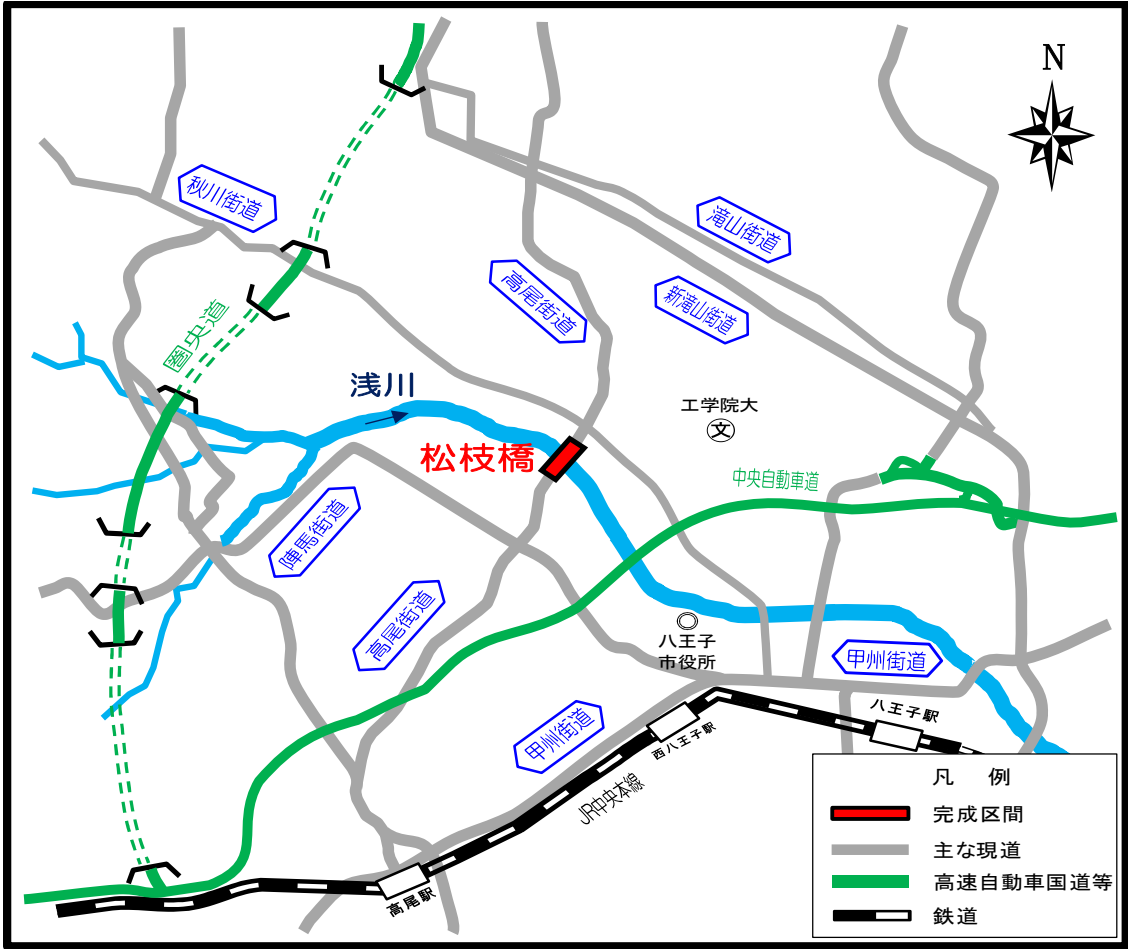 N
秋川街道
滝山街道
高尾街道
新滝山街道
圏央道
浅川
工学院大
文
松枝橋
中央自動車道
陣馬街道
高尾街道
八王子
市役所
甲州街道
甲州街道
西八王子駅
八王子駅
JR中央本線
高尾駅
凡 例
完成区間
主な現道
高速自動車国道等
鉄道